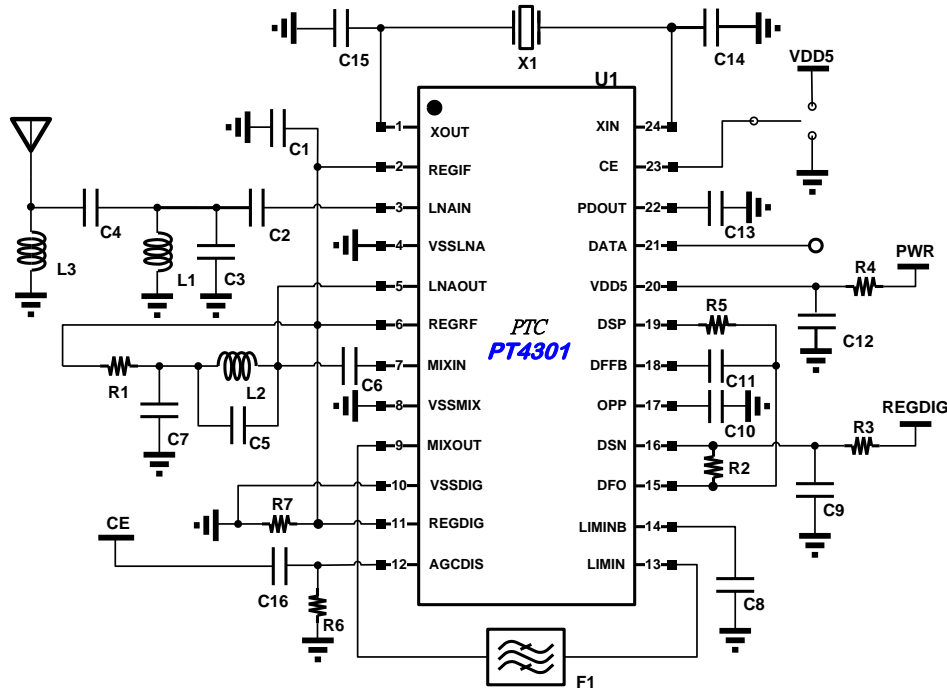 C15
X1
C14
VDD5
U1
C1
1
XOUT
XIN
24
2
REGIF
CE
23
C4
C2
3
LNAIN
PDOUT
22
C13
L3
L1
C3
4
VSSLNA
DATA
21
5
LNAOUT
VDD5
20
R4
PWR
6
REGRF
DSP
19
R5
C12
PTC
PT4301
R1
L2
C6
7
MIXIN
DFFB
18
C11
C7
C5
8
VSSMIX
OPP
17
C10
9
MIXOUT
DSN
16
R2
R3
REGDIG
10
VSSDIG
DFO
15
C9
R7
11
REGDIG
LIMINB
14
CE
C16
12
AGCDIS
LIMIN
13
R6
C8
F1